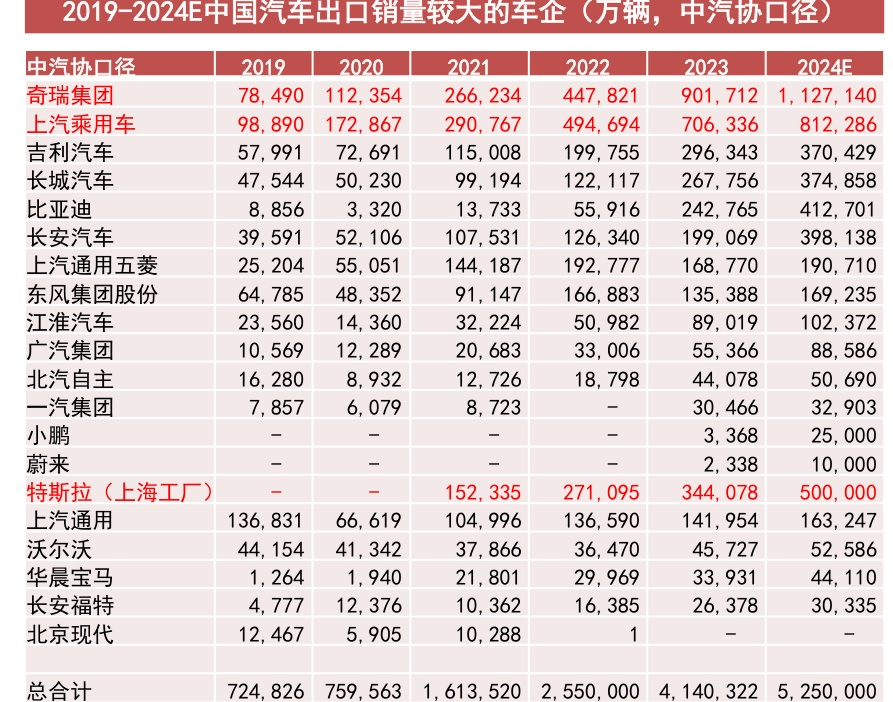 2019-2024E中国汽车出口销量较大的车企（万辆，中汽协口径）
中汽协口径 2019 2020 2021 2022 2023 2024E
奇瑞集团 78,490 112,354 266,234 447,821 901,712 1,127,140
上汽乘用车 98,890 172,867 290,767 494,694 706,336 812,286
吉利汽车 57,991 72,691 115,008 199,755 296,343 370,429
长城汽车 47,544 50,230 99,194 122,117 267,756 374,858
比亚迪 8,856 3,320 13,733 55,916 242,765 412,701
长安汽车 39,591 52,106 107,531 126,340 199,069 398,138
上汽通用五菱 25,204 55,051 144,187 192,777 168,770 190,710
东风集团股份 64,785 48,352 91,147 166,883 135,388 169,235
江淮汽车 23,560 14,360 32,224 50,982 89,019 102,372
广汽集团 10,569 12,289 20,683 33,006 55,366 88,586
北汽自主 16,280 8,932 12,726 18,798 44,078 50,690
一汽集团 7,857 6,079 8,723 - 30,466 32,903
小鹏 - - - - 3,368 25,000
蔚来 - - - - 2,338 10,000
特斯拉（上海工厂） - - 152,335 271,095 344,078 500,000
上汽通用 136,831 66,619 104,996 136,590 141,954 163,247
沃尔沃 44,154 41,342 37,866 36,470 45,727 52,586
华晨宝马 1,264 1,940 21,801 29,969 33,931 44,110
长安福特 4,777 12,376 10,362 16,385 26,378 30,335
北京现代 12,467 5,905 10,288 1 - -
总合计 724,826 759,563 1,613,520 2,550,000 4,140,322 5,250,000